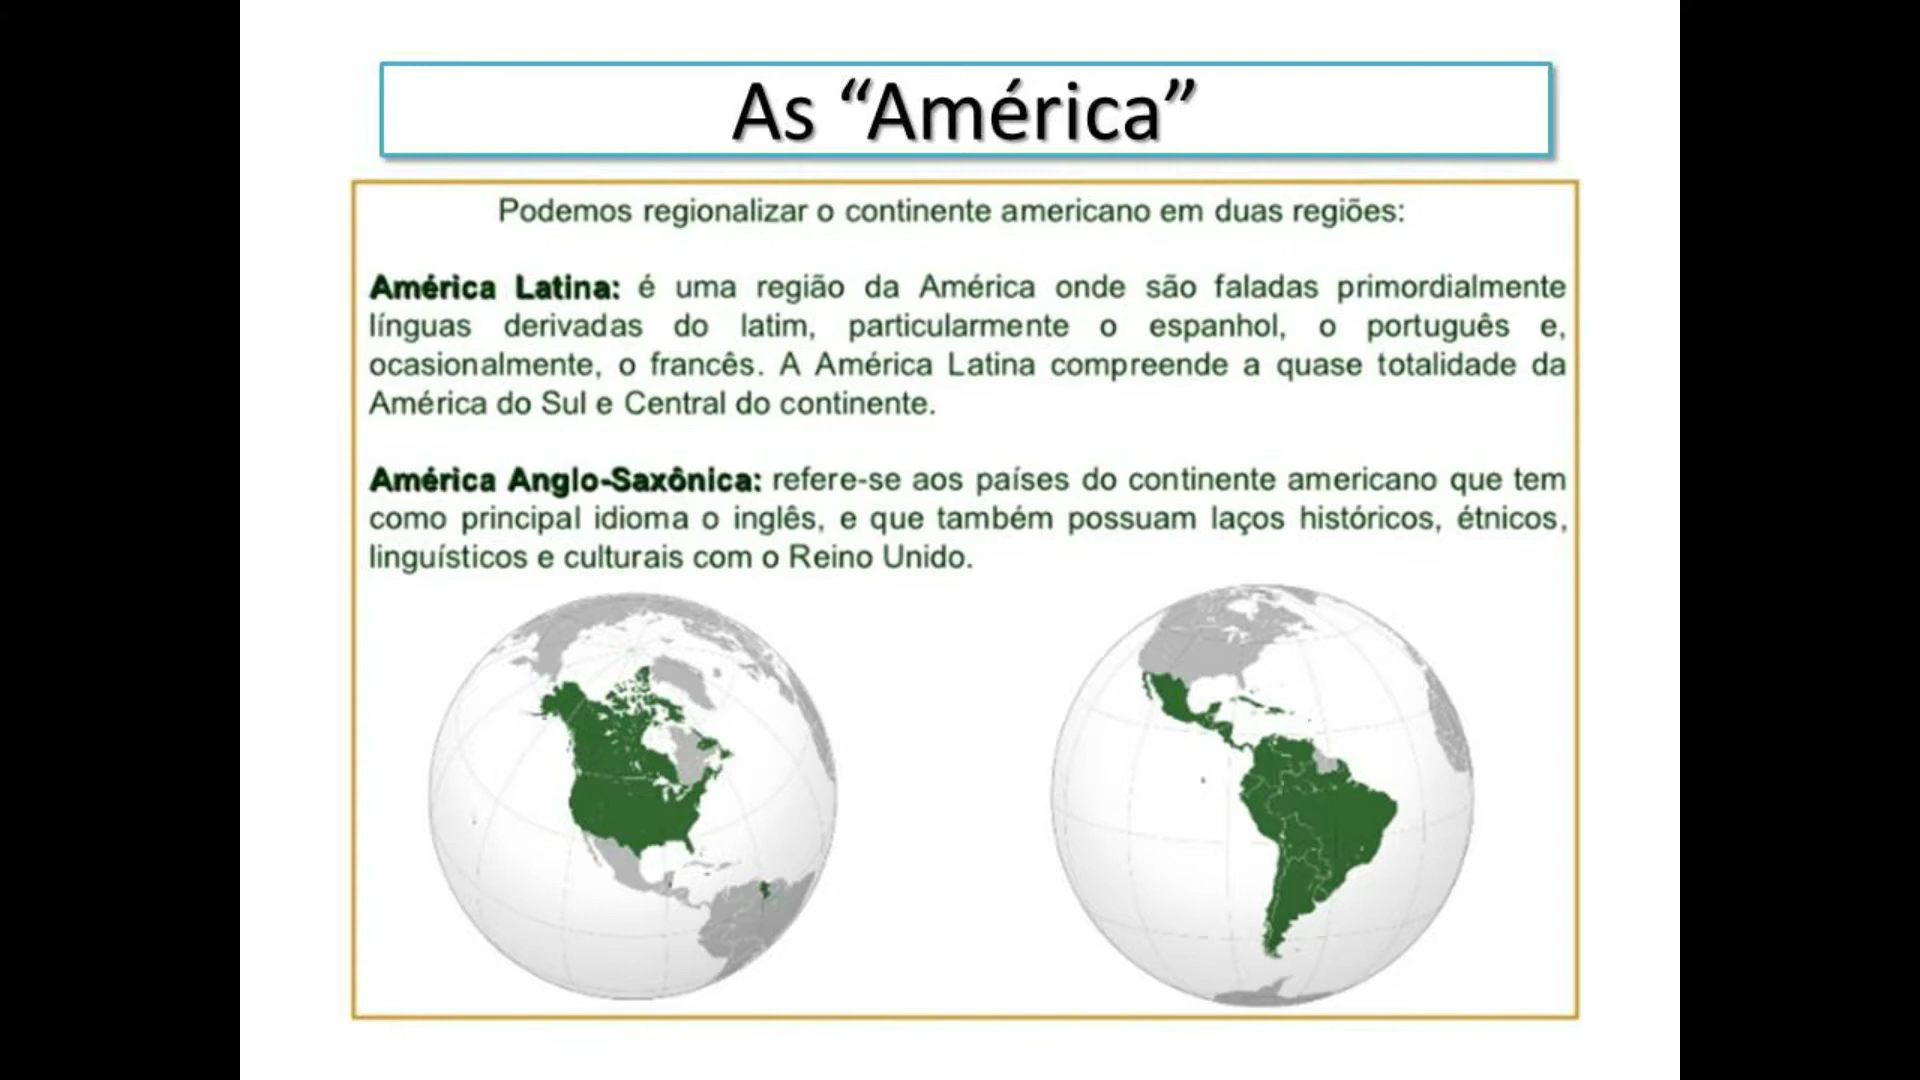 As “América”
Podemos regionalizar o continente americano em duas regiões:
América Latina: é uma região da América onde são faladas primordialmente
línguas derivadas do latim, particularmente o espanhol, o português e,
ocasionalmente, o francês. A América Latina compreende a quase totalidade da
América do Sul e Central do continente.
América Anglo-Saxônica: refere-se aos países do continente americano que tem
como principal idioma o inglês, e que também possuam laços históricos, étnicos,
linguísticos e culturais com o Reino Unido.